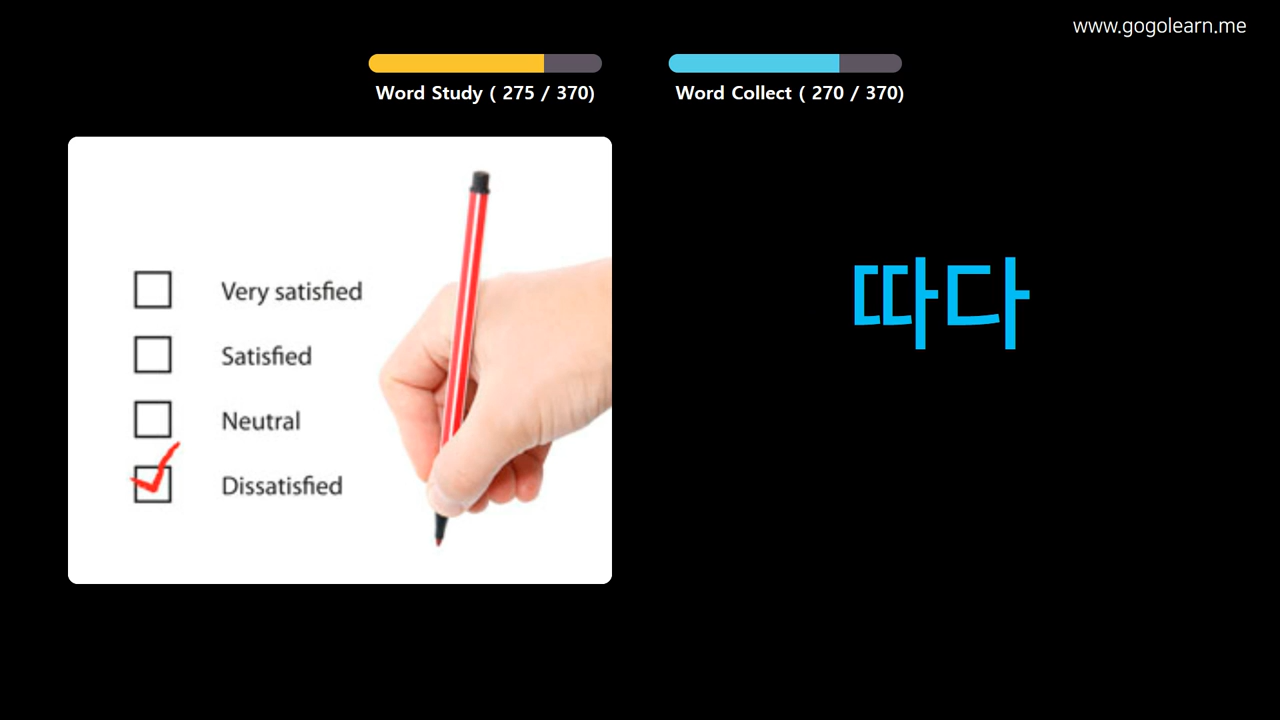 www.gogolearn.me
Word Study ( 275 / 370)
Word Collect ( 270 / 370)
Very satisfied
Satisfied
Neutral
Dissatisfied
따다